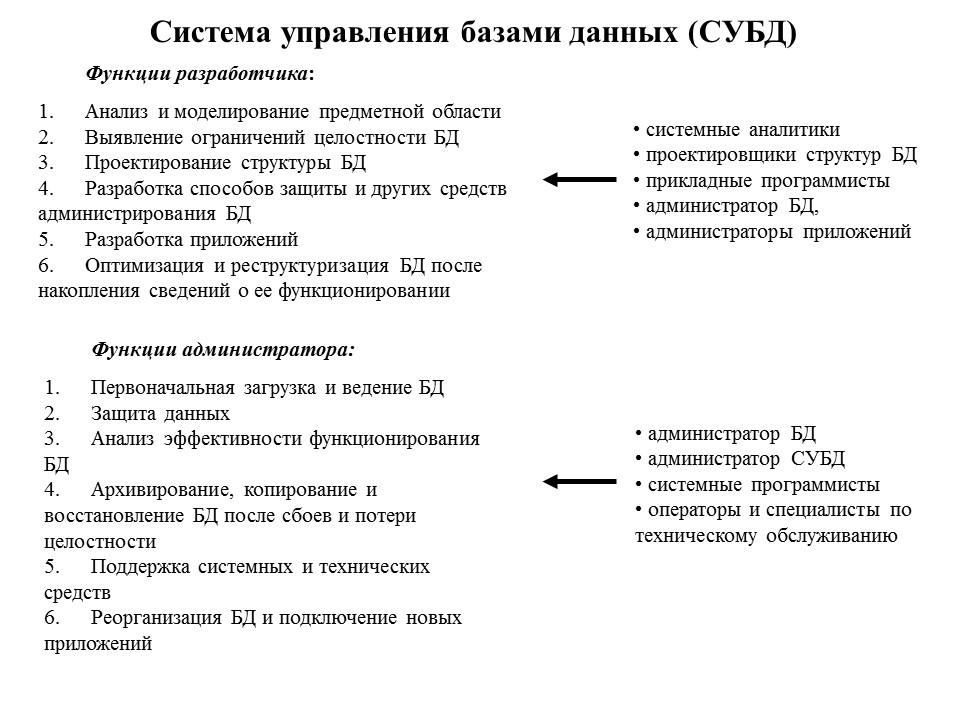 Система управления базами данных (СУБД)
Функции разработчика:
1. Анализ и моделирование предметной области
2. Выявление ограничений целостности БД
3. Проектирование структуры БД
4. Разработка способов защиты и других средств
администрирования БД
5. Разработка приложений
6. Оптимизация и реструктуризация БД после
накопления сведений о ее функционировании
• системные аналитики
• проектировщики структур БД
• прикладные программисты
• администратор БД,
• администраторы приложений
Функции администратора:
1. Первоначальная загрузка и ведение БД
2. Защита данных
3. Анализ эффективности функционирования
БД
4. Архивирование, копирование и
восстановление БД после сбоев и потери
целостности
5. Поддержка системных и технических
средств
6. Реорганизация БД и подключение новых
приложений
• администратор БД
• администратор СУБД
• системные программисты
• операторы и специалисты по
техническому обслуживанию